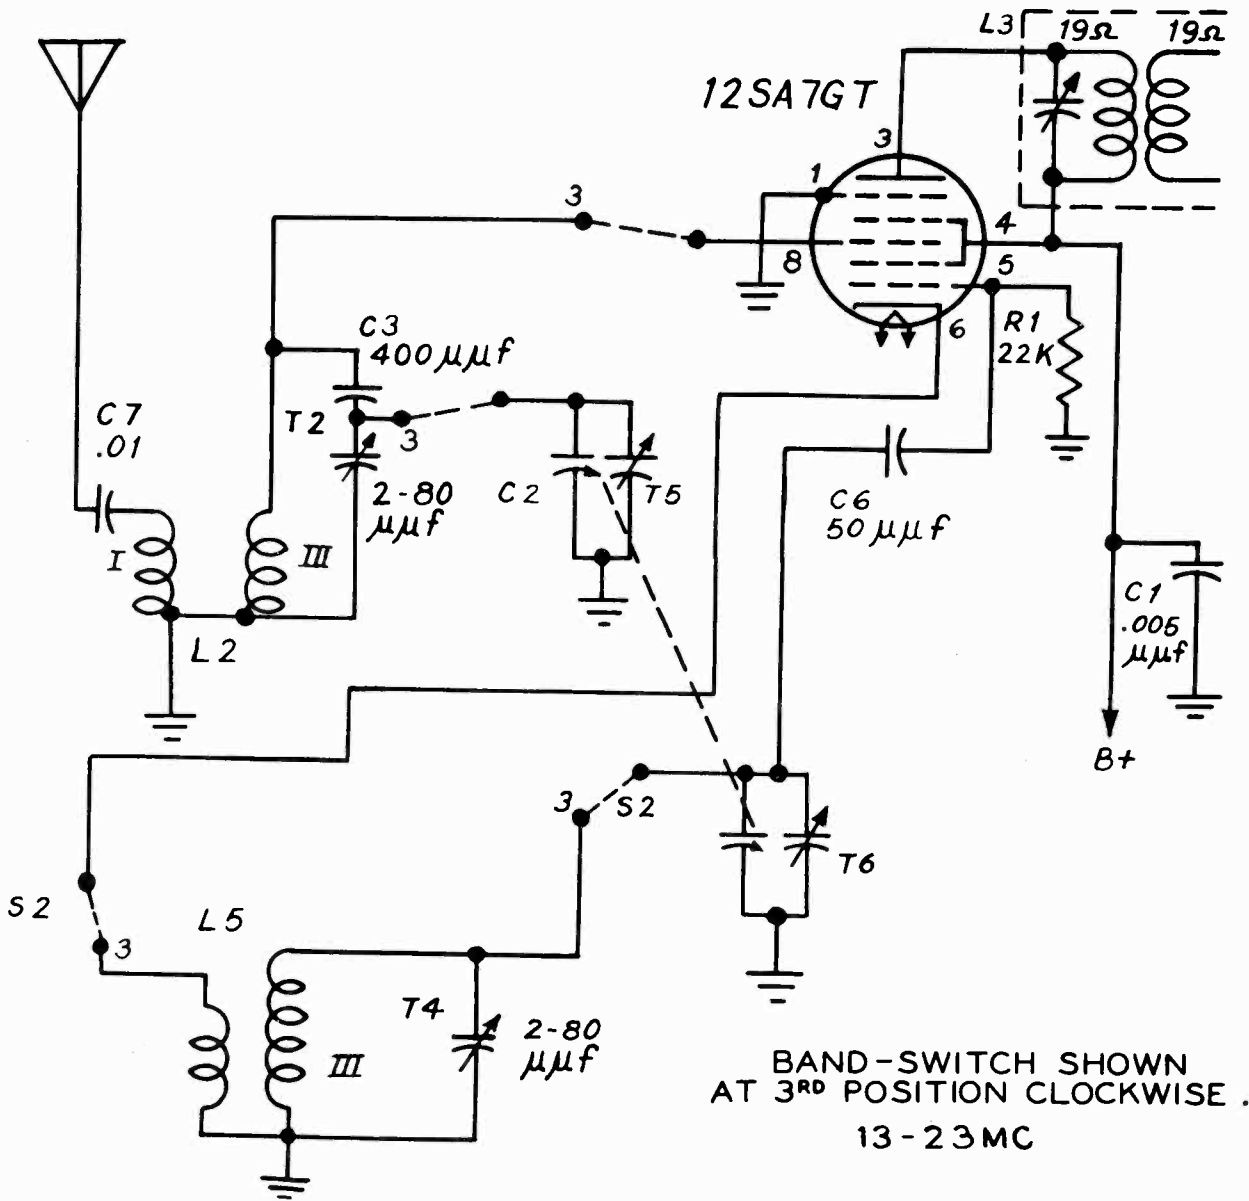 L3
19Ω
19Ω
12SA7GT
3
1
3
4
8
5
C3
400μμf
6
R1
22K
C7
.01
T2
3
2-80
μμf
C2
T5
C6
50μμf
I
III
C1
.005
μμf
L2
B+
3
S2
T6
S2
L5
3
T4
2-80
μμf
III
BAND-SWITCH SHOWN
AT 3RD POSITION CLOCKWISE.
13-23MC